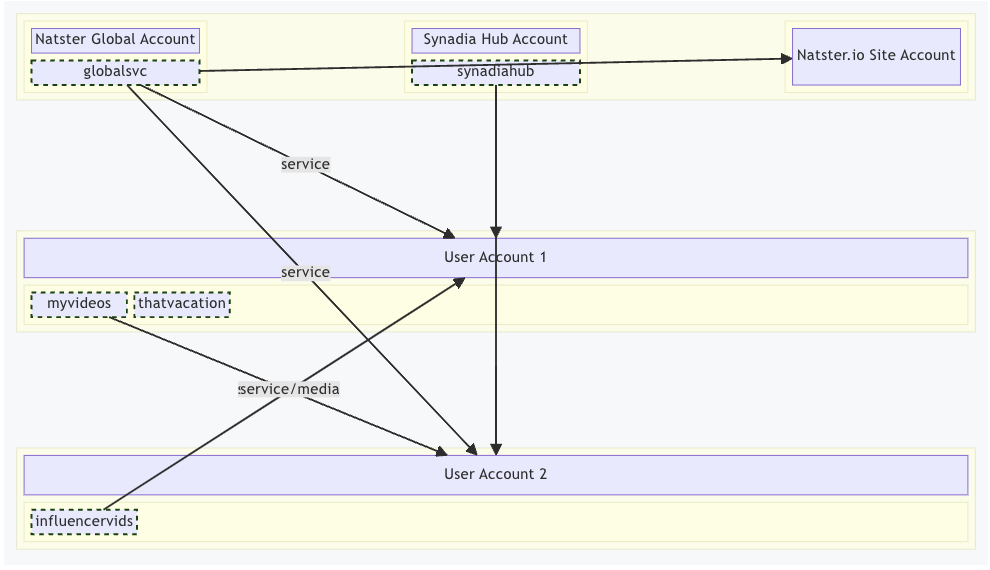 Natster Global Account
Synadia Hub Account
Natster.io Site Account
globalsvc
synadiahub
service
User Account 1
service
myvideos
thatvacation
service/media
User Account 2
influencervids